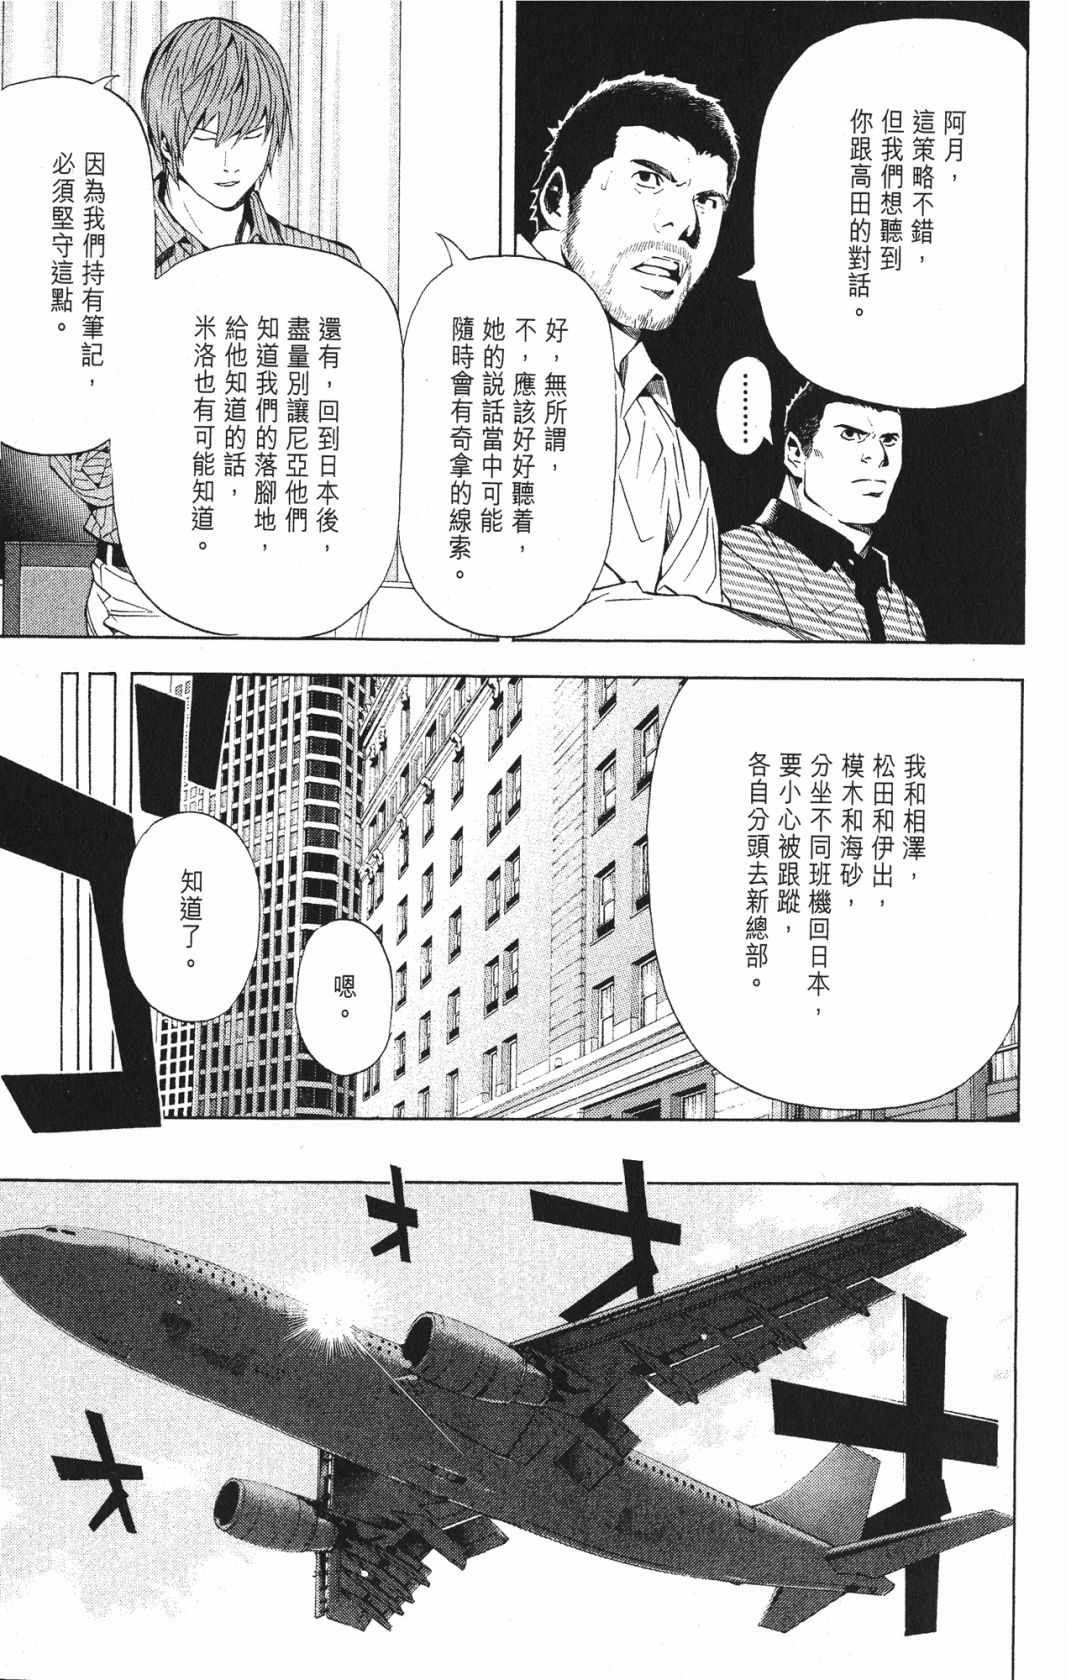 阿月，
這策略不錯，
但我們想聽到
你跟高田的對話。
………
好，無所謂，
不，應該好好聽着，
她的説話當中可能
隨時會有奇拿的線索。
還有，回到日本後，
盡量別讓尼亞他們
知道我們的落腳地，
給他知道的話，
米洛也有可能知道。
因為我們持有筆記，
必須堅守這點。
我和相澤，
松田和伊出，
模木和海砂，
分坐不同班機回日本，
要小心被跟蹤，
各自分頭去新總部。
嗯。
知道了。
キィィィ